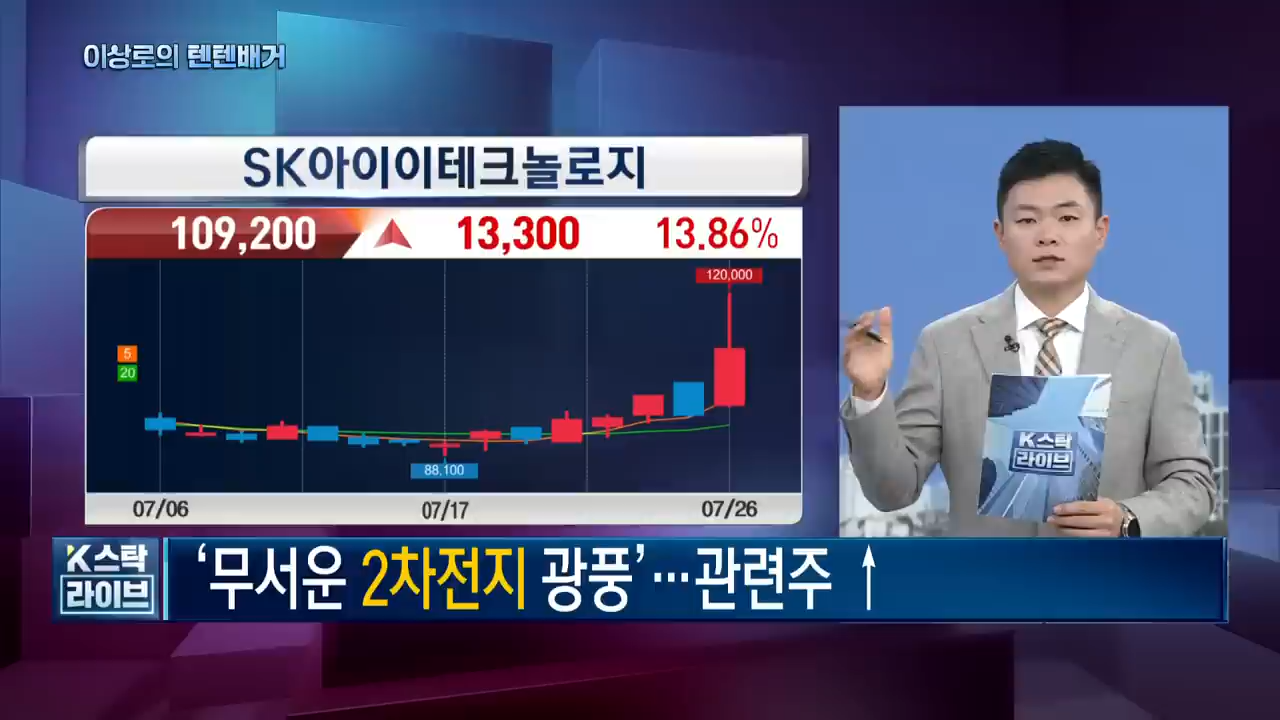 이상로의 텐텐배거
SK아이이테크놀로지
109,200 ▲ 13,300 13.86%
120,000
5
20
88,100
07/06 07/17 07/26
K스탁
라이브
K스탁
라이브
‘무서운 2차전지 광풍’…관련주 ↑